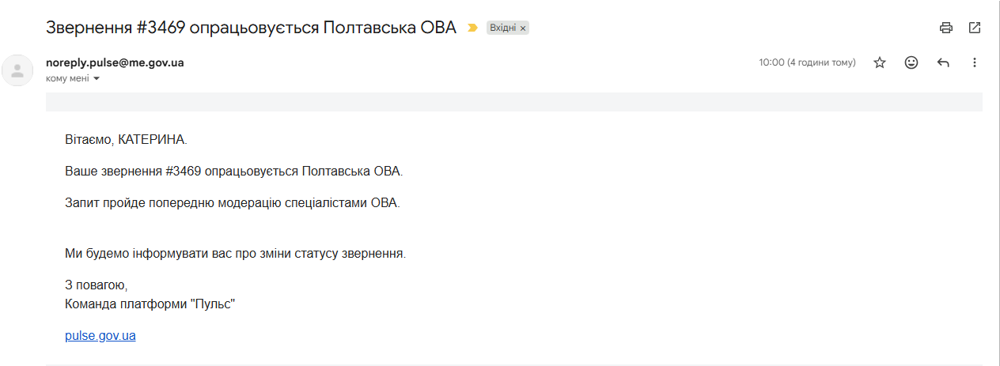 Звернення #3469 опрацьовується Полтавська ОВА
Вхідні ×
noreply.pulse@me.gov.ua
10:00 (4 години тому)
кому мені
Вітаємо, КАТЕРИНА.
Ваше звернення #3469 опрацьовується Полтавська ОВА.
Запит пройде попередню модерацію спеціалістами ОВА.
Ми будемо інформувати вас про зміни статусу звернення.
З повагою,
Команда платформи "Пульс"
pulse.gov.ua